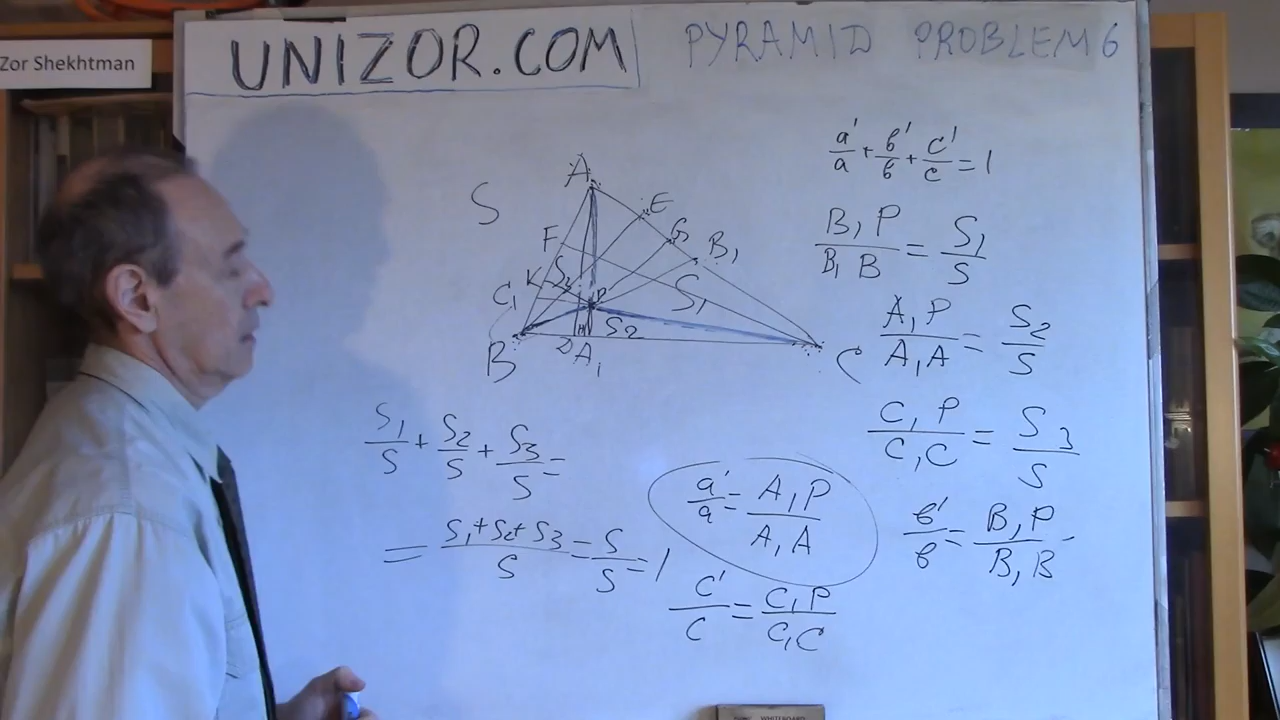 Zor Shekhtman
UNIZOR.COM
PYRAMID PROBLEM 6
a'/a + b'/b + c'/c = 1
S
A
E
F
G
B₁
K
S₃
P
S₁
C₁
S₂
B
D
H
A₁
C
B₁P/B₁B = S₁/S
A₁P/A₁A = S₂/S
C₁P/C₁C = S₃/S
S₁/S + S₂/S + S₃/S =
= S₁+S₂+S₃/S = S/S = 1
a'/a = A₁P/A₁A
b'/b = B₁P/B₁B
c'/c = C₁P/C₁C